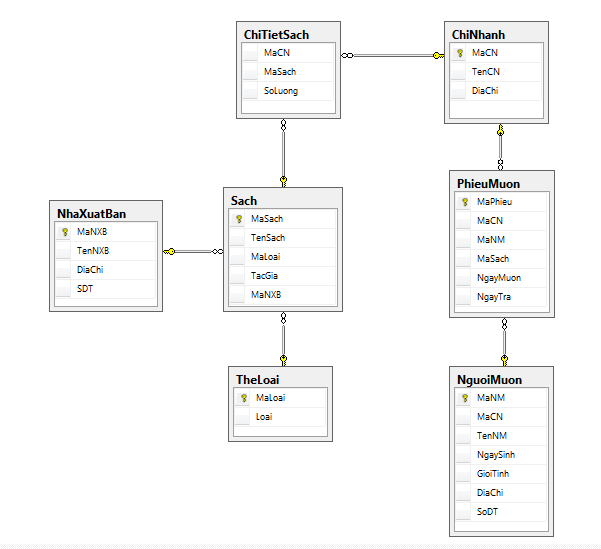 ChiTietSach
MaCN
MaSach
SoLuong
ChiNhanh
MaCN
TenCN
DiaChi
NhaXuatBan
MaNXB
TenNXB
DiaChi
SDT
Sach
MaSach
TenSach
MaLoai
TacGia
MaNXB
PhieuMuon
MaPhieu
MaCN
MaNM
MaSach
NgayMuon
NgayTra
TheLoai
MaLoai
Loai
NguoiMuon
MaNM
MaCN
TenNM
NgaySinh
GioiTinh
DiaChi
SoDT